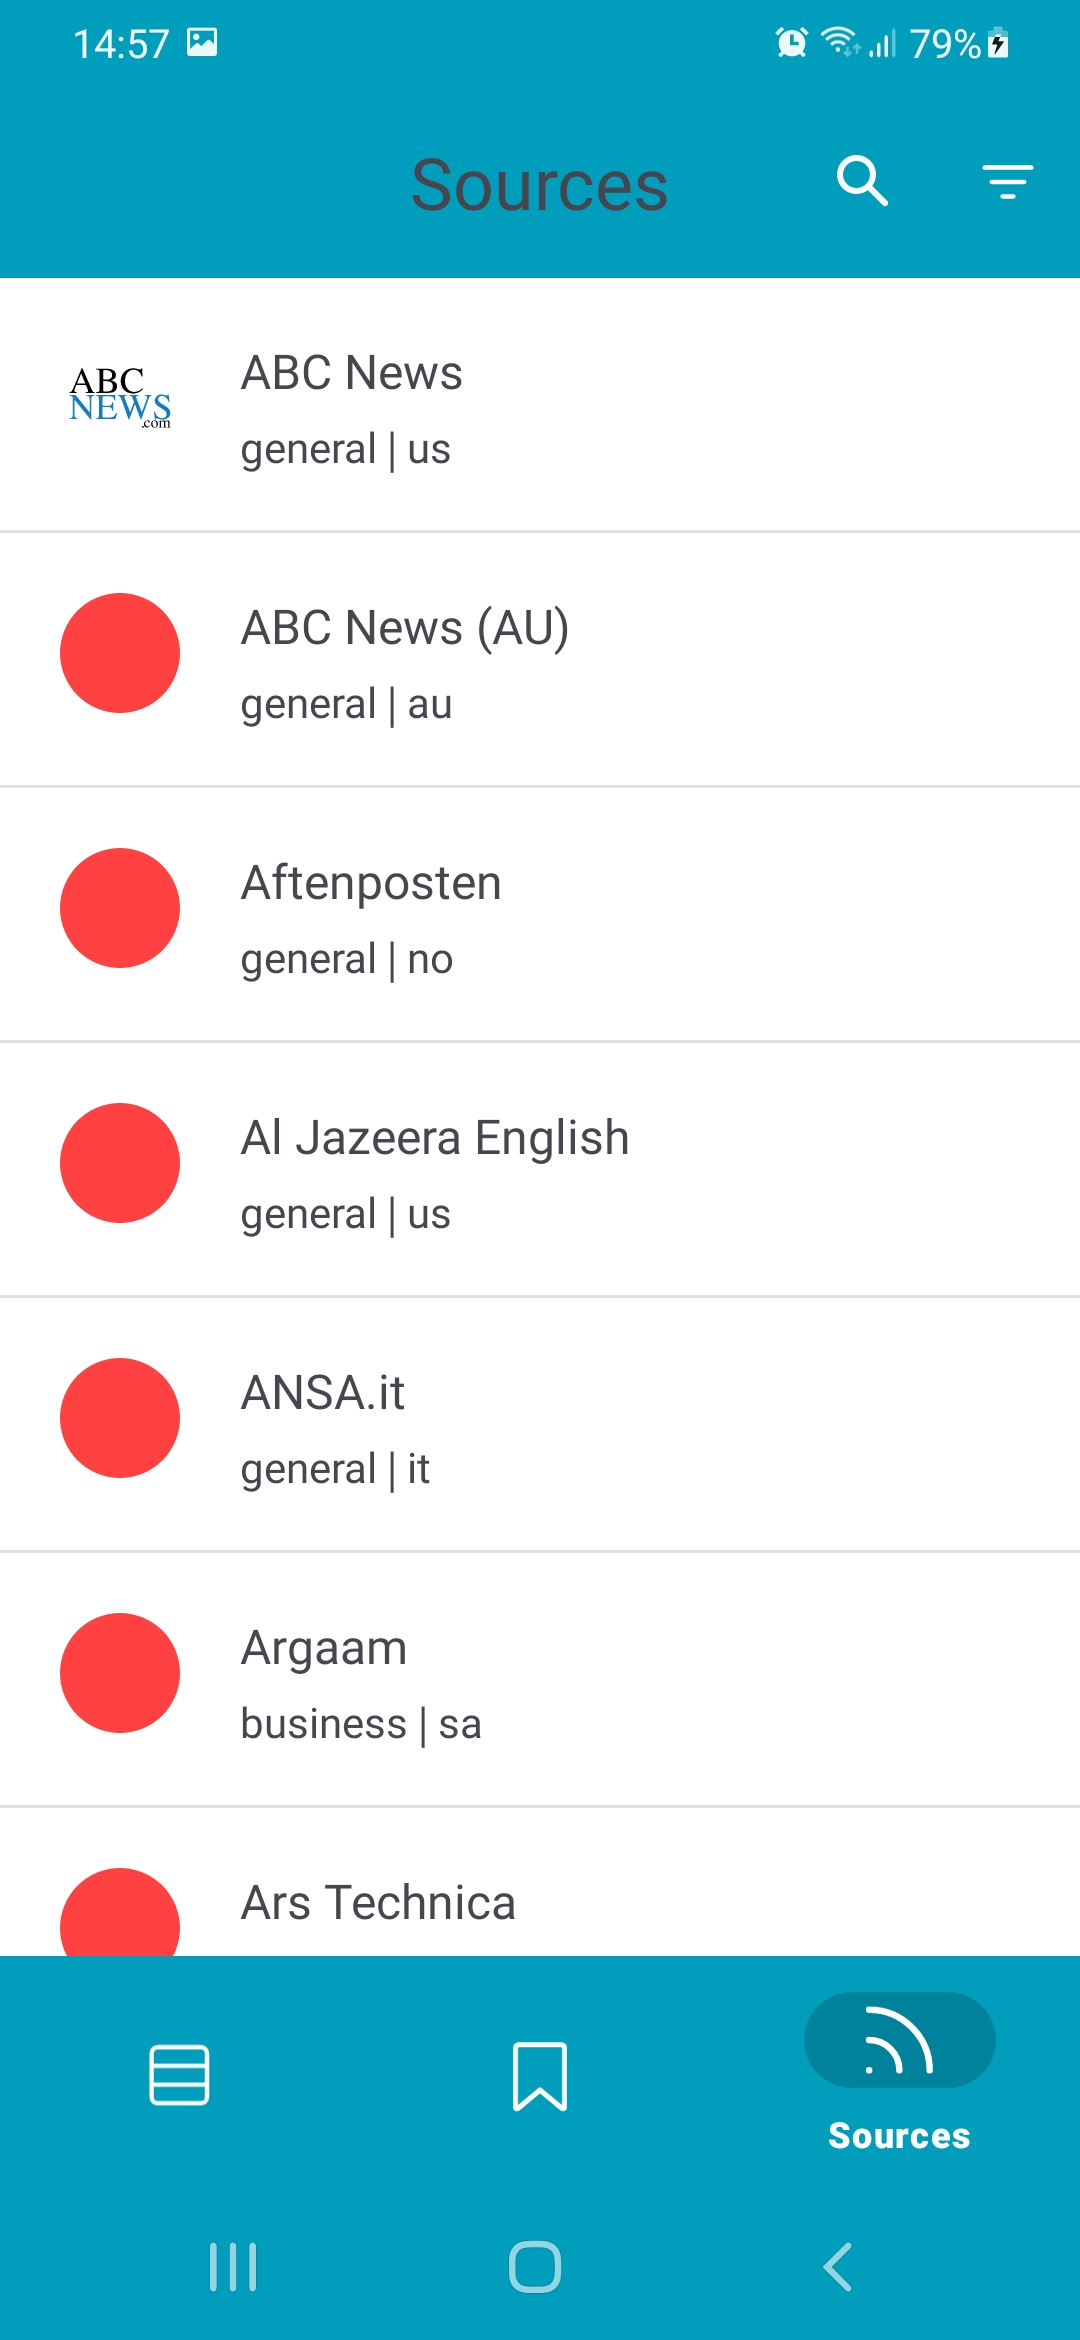 14:57
79%
Sources
ABC
NEWS
.com
ABC News
general | us
ABC News (AU)
general | au
Aftenposten
general | no
Al Jazeera English
general | us
ANSA.it
general | it
Argaam
business | sa
Ars Technica
Sources